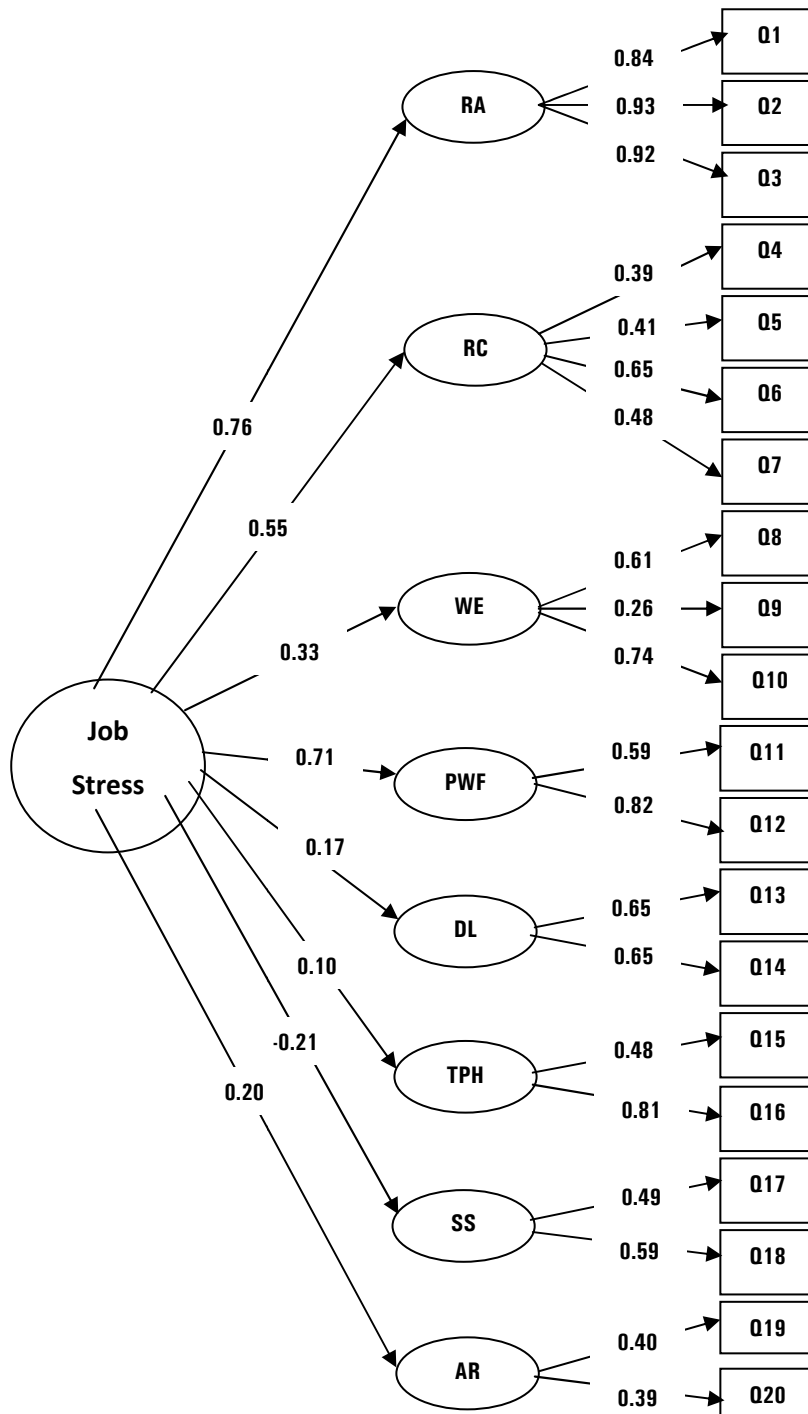 Q1
0.84
RA
0.93
Q2
0.92
Q3
Q4
0.39
0.41
Q5
RC
0.65
Q6
0.76
0.48
Q7
0.55
Q8
0.61
WE
0.26
Q9
0.33
0.74
Q10
Job
Stress
0.71
0.59
Q11
PWF
0.82
Q12
0.17
Q13
0.65
DL
0.65
Q14
0.10
Q15
-0.21
0.48
TPH
0.20
0.81
Q16
Q17
0.49
SS
0.59
Q18
Q19
0.40
AR
0.39
Q20